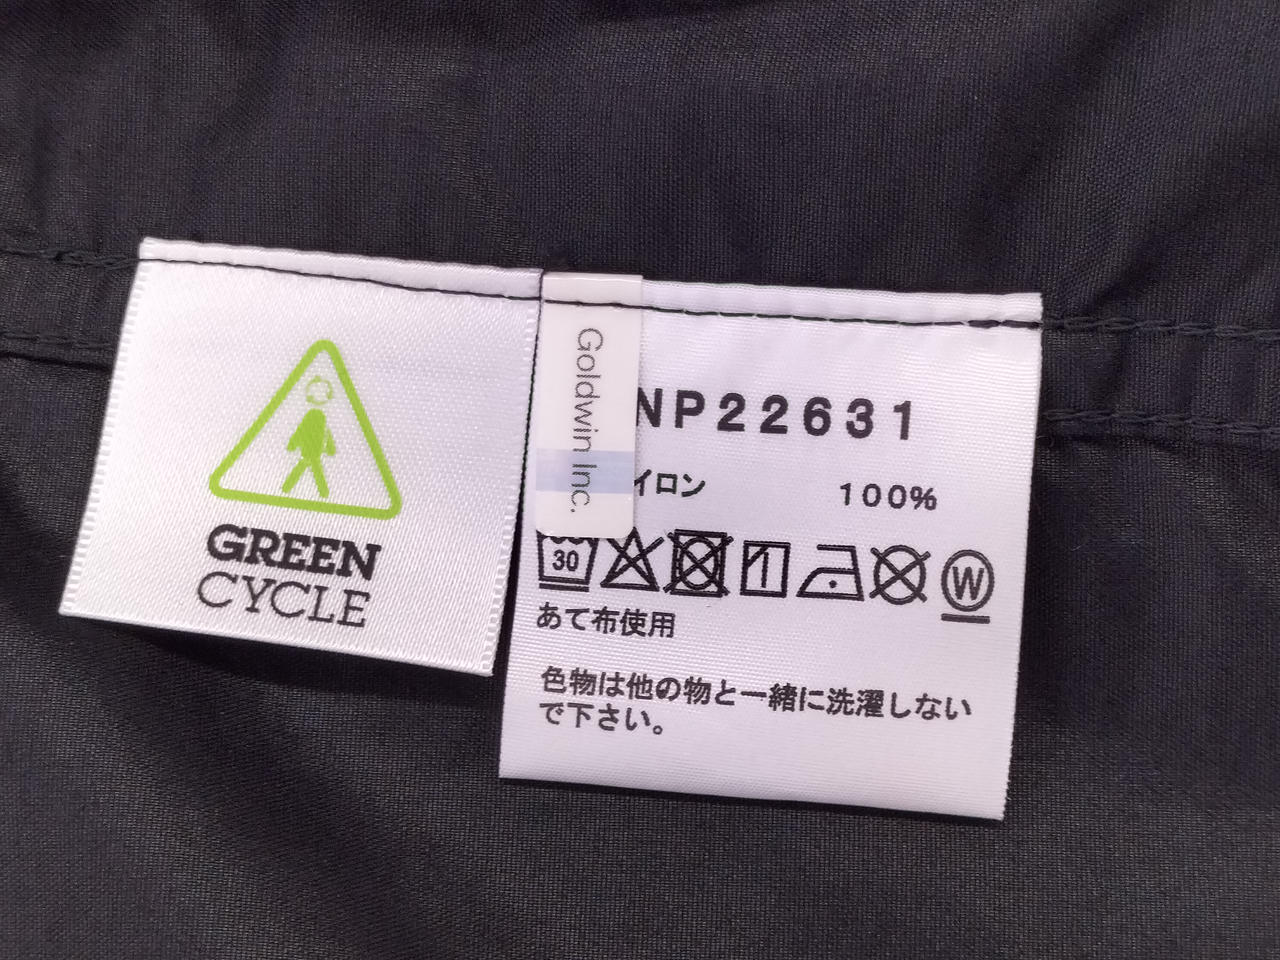 GREEN
CYCLE
Goldwin Inc.
NP22631
イロン 100%
30
W
あて布使用
色物は他の物と一緒に洗濯しない
で下さい。